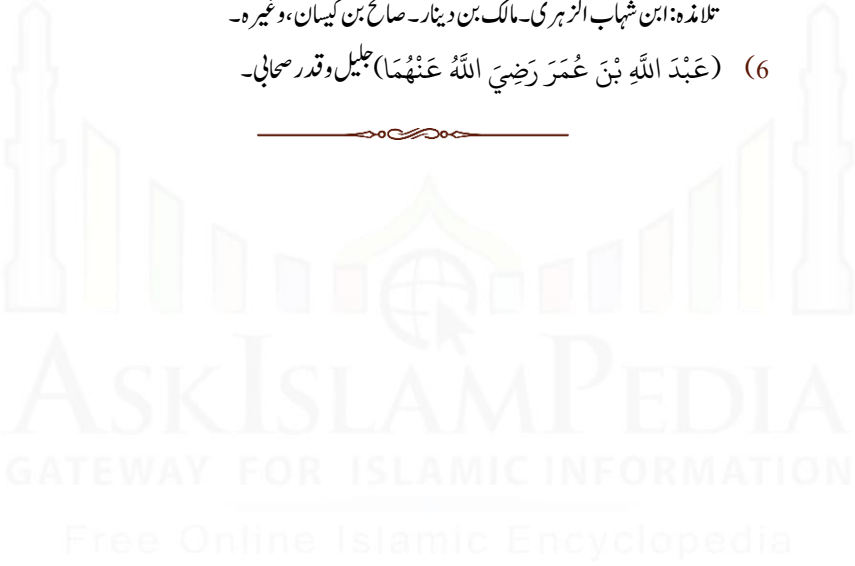 تلامذہ: ابن شہاب الزہری۔ مالک بن دینار۔ صالح بن کیسان، وغیرہ۔
6) (عَبْدَ اللَّهِ بْنَ عُمَرَ رَضِيَ اللَّهُ عَنْهُمَا) جلیل وقدر صحابی۔
ASKISLAMPEDIA
GATEWAY FOR ISLAMIC INFORMATION
Free Online Islamic Encyclopedia